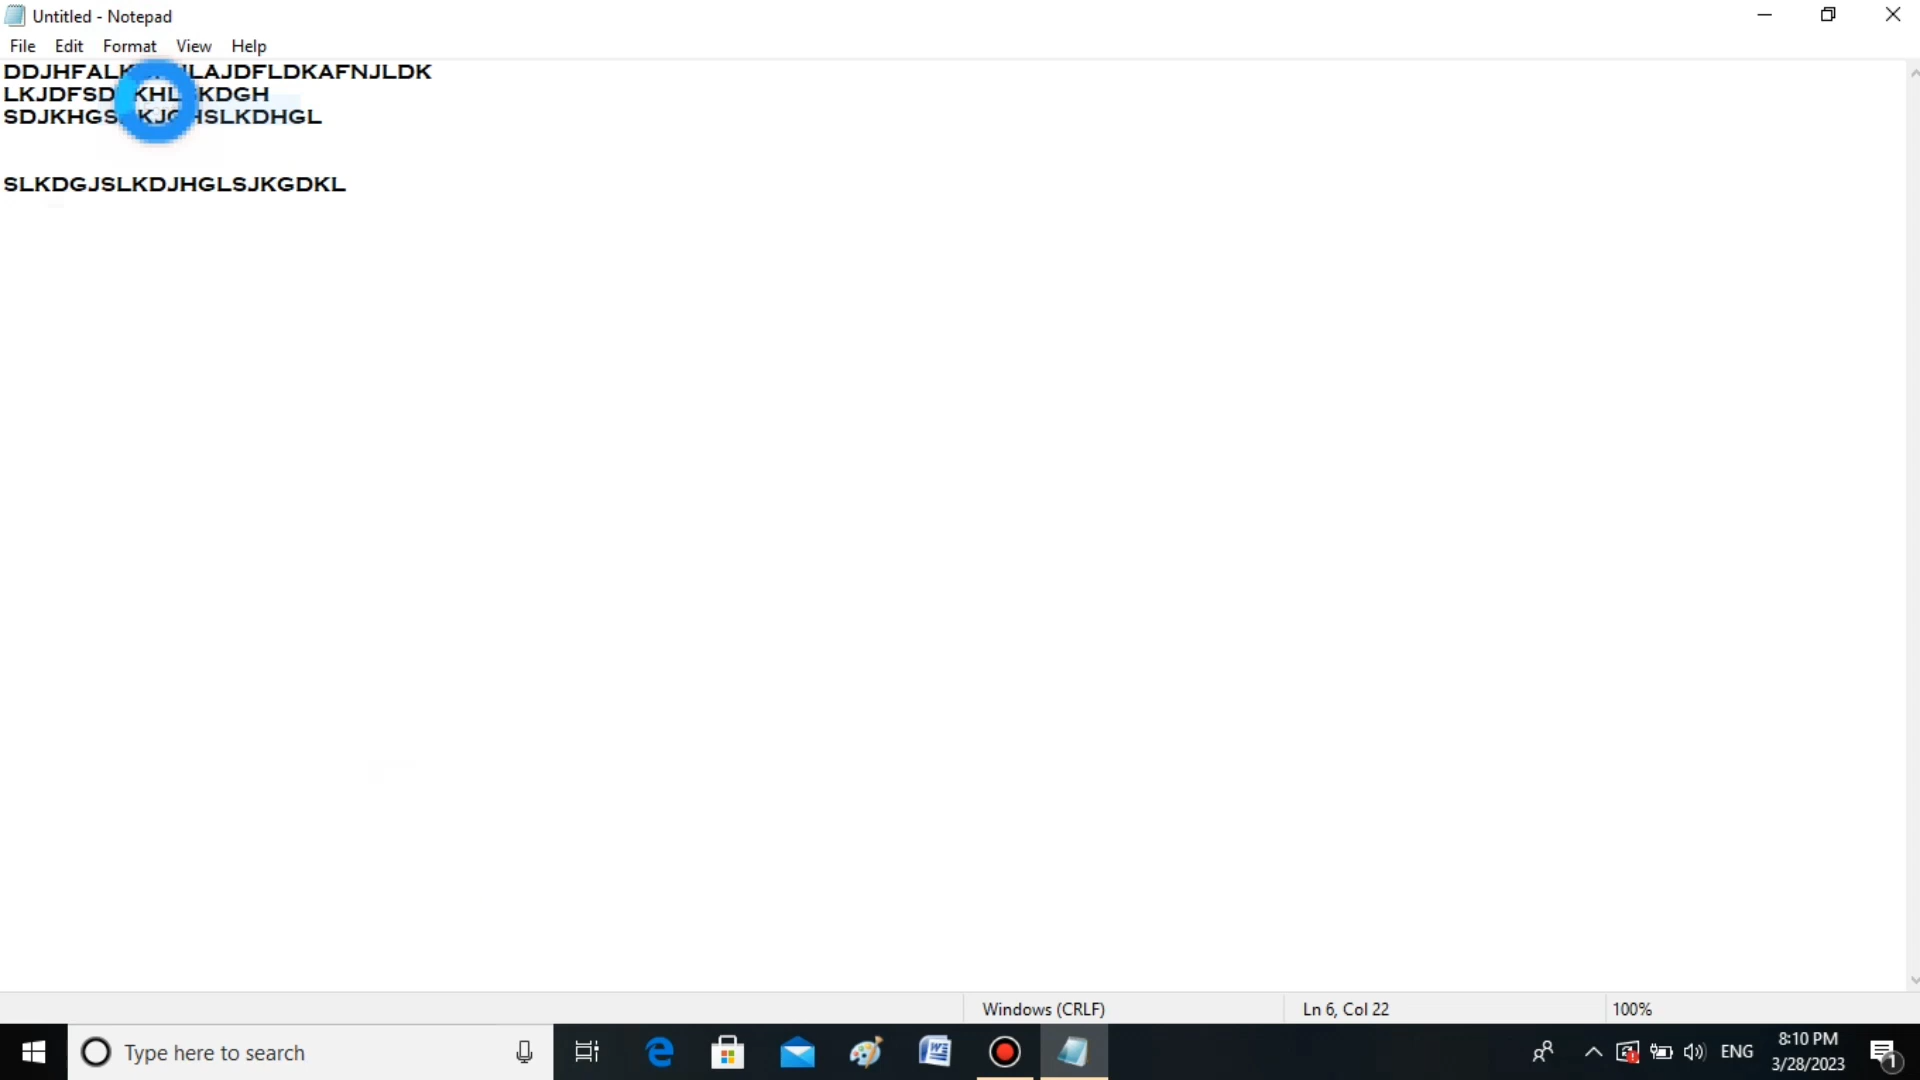 Untitled - Notepad
File Edit Format View Help
SLKDGJSLKDJHGLSJKGDKL
Windows (CRLF) Ln 6, Col 22 100%
Type here to search
ENG
8:10 PM
3/28/2023
1